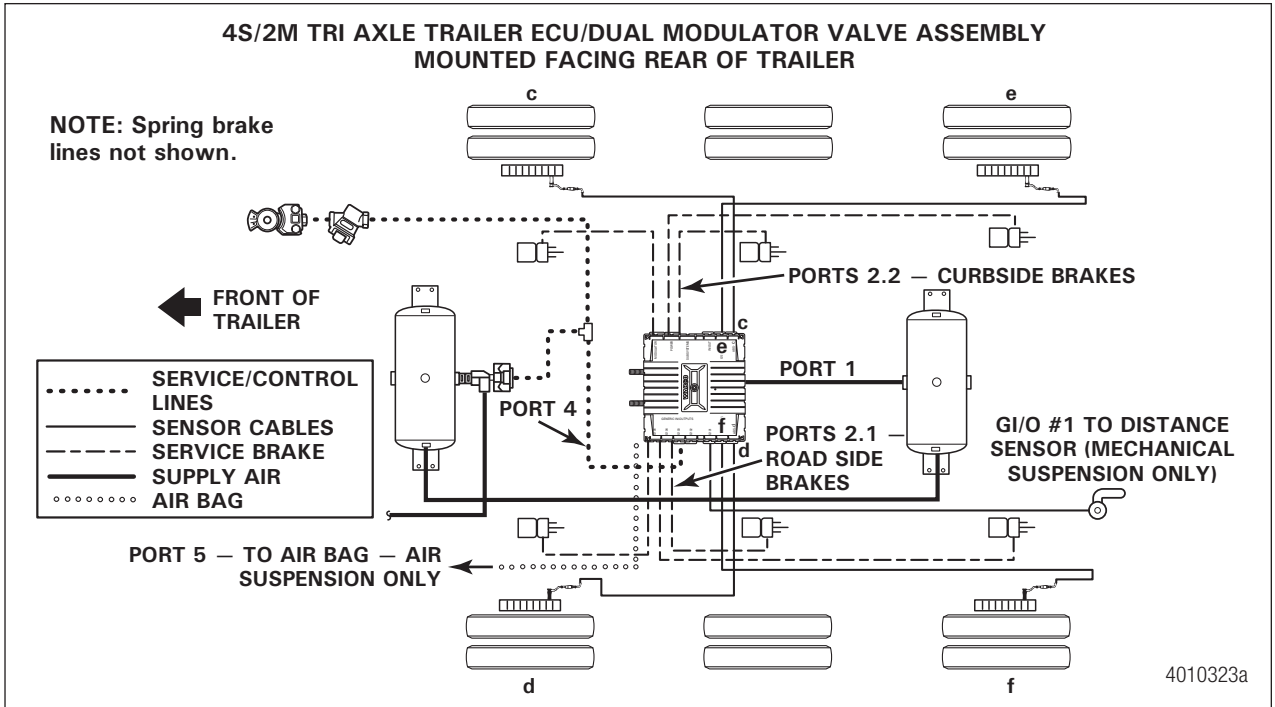 4S/2M TRI AXLE TRAILER ECU/DUAL MODULATOR VALVE ASSEMBLY
MOUNTED FACING REAR OF TRAILER
NOTE: Spring brake
lines not shown.
c
e
PORTS 2.2 — CURBSIDE BRAKES
FRONT OF
TRAILER
c
e
PORT 1
SERVICE/CONTROL
LINES
SENSOR CABLES
SERVICE BRAKE
SUPPLY AIR
AIR BAG
PORT 4
f
d
PORTS 2.1 —
ROAD SIDE
BRAKES
GI/O #1 TO DISTANCE
SENSOR (MECHANICAL
SUSPENSION ONLY)
PORT 5 — TO AIR BAG — AIR
SUSPENSION ONLY
d
f
4010323a